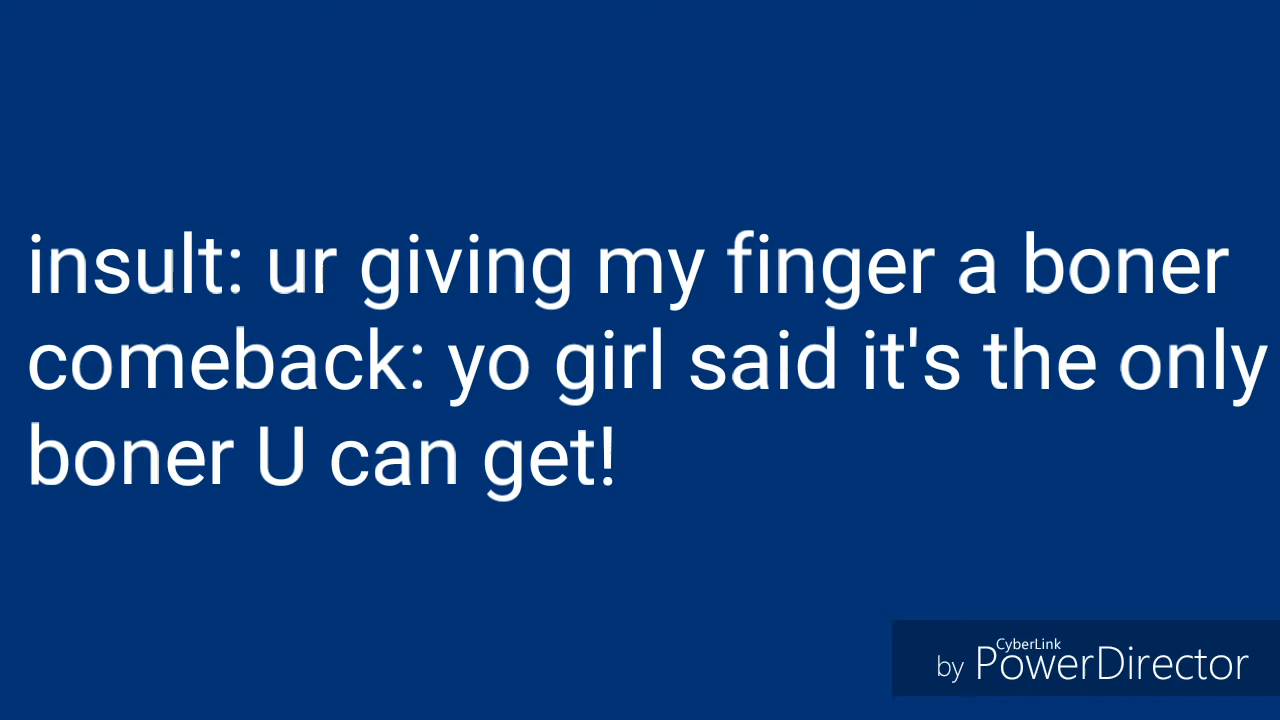 insult: ur giving my finger a boner
comeback: yo girl said it's the only
boner U can get!
by CyberLink PowerDirector